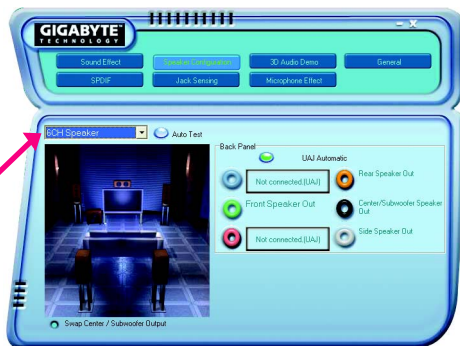 GIGABYTE™
TECHNOLOGY
Sound Effect
Speaker Configuration
3D Audio Demo
General
SPDIF
Jack Sensing
Microphone Effect
6CH Speaker
Auto Test
Back Panel
UAJ Automatic
Not connected.(UAJ)
Rear Speaker Out
Front Speaker Out
Center/Subwoofer Speaker
Out
Not connected.(UAJ)
Side Speaker Out
Swap Center / Subwoofer Output